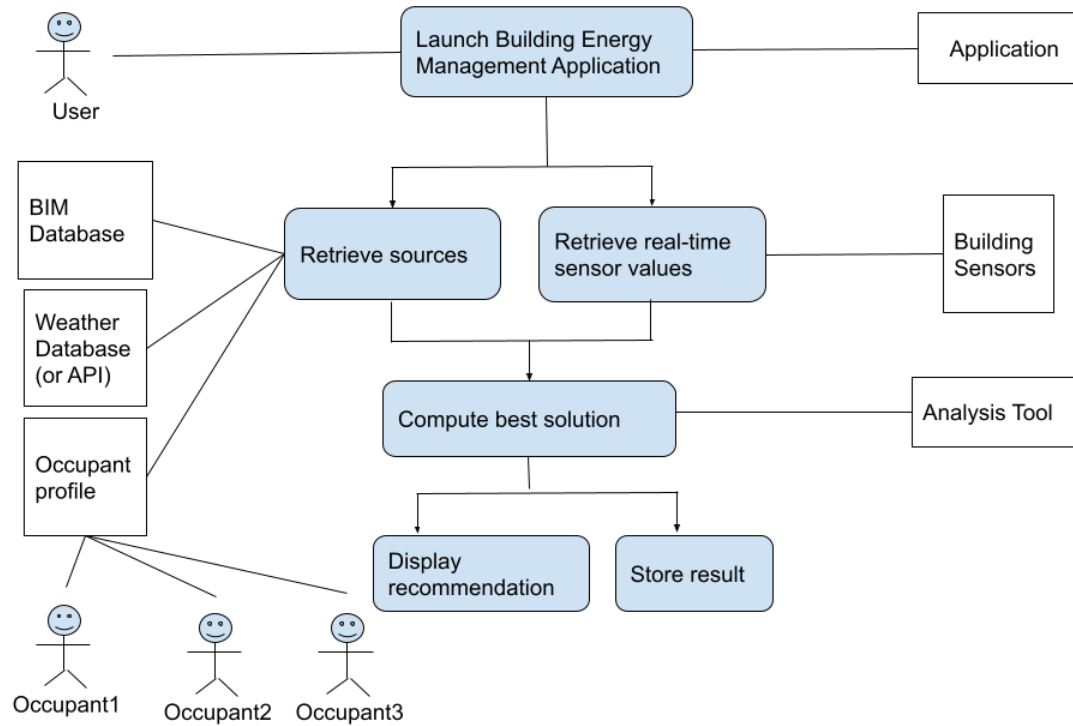 Launch Building Energy
Management Application
Application
User
BIM
Database
Retrieve sources
Retrieve real-time
sensor values
Building
Sensors
Weather
Database
(or API)
Compute best solution
Analysis Tool
Occupant
profile
Display
recommendation
Store result
Occupant1
Occupant2
Occupant3